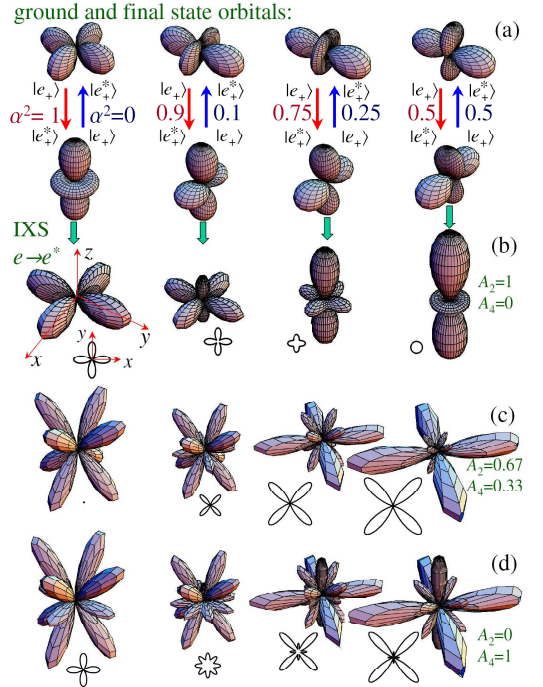 ground and final state orbitals:
(a)
|e₊⟩ |e₊*⟩ |e₊⟩ |e₊*⟩ |e₊⟩ |e₊*⟩ |e₊⟩ |e₊*⟩
α²= 1 α²=0 0.9 0.1 0.75 0.25 0.5 0.5
|e₊*⟩ |e₊⟩ |e₊*⟩ |e₊⟩ |e₊*⟩ |e₊⟩ |e₊*⟩ |e₊⟩
IXS
(b)
e→e*
z
A₂=1
A₄=0
x y
y
x
(c)
A₂=0.67
A₄=0.33
(d)
A₂=0
A₄=1